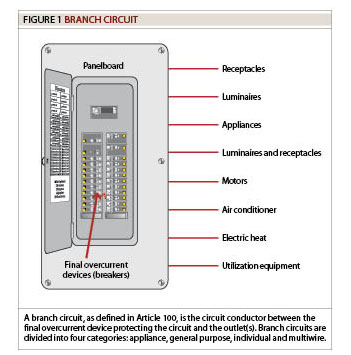 FIGURE 1 BRANCH CIRCUIT
Panelboard
Receptacles
Luminaires
Appliances
Luminaires and receptacles
Motors
Air conditioner
Electric heat
Utilization equipment
Final overcurrent
devices (breakers)
A branch circuit, as defined in Article 100, is the circuit conductor between the
final overcurrent device protecting the circuit and the outlet(s). Branch circuits are
divided into four categories: appliance, general purpose, individual and multiwire.